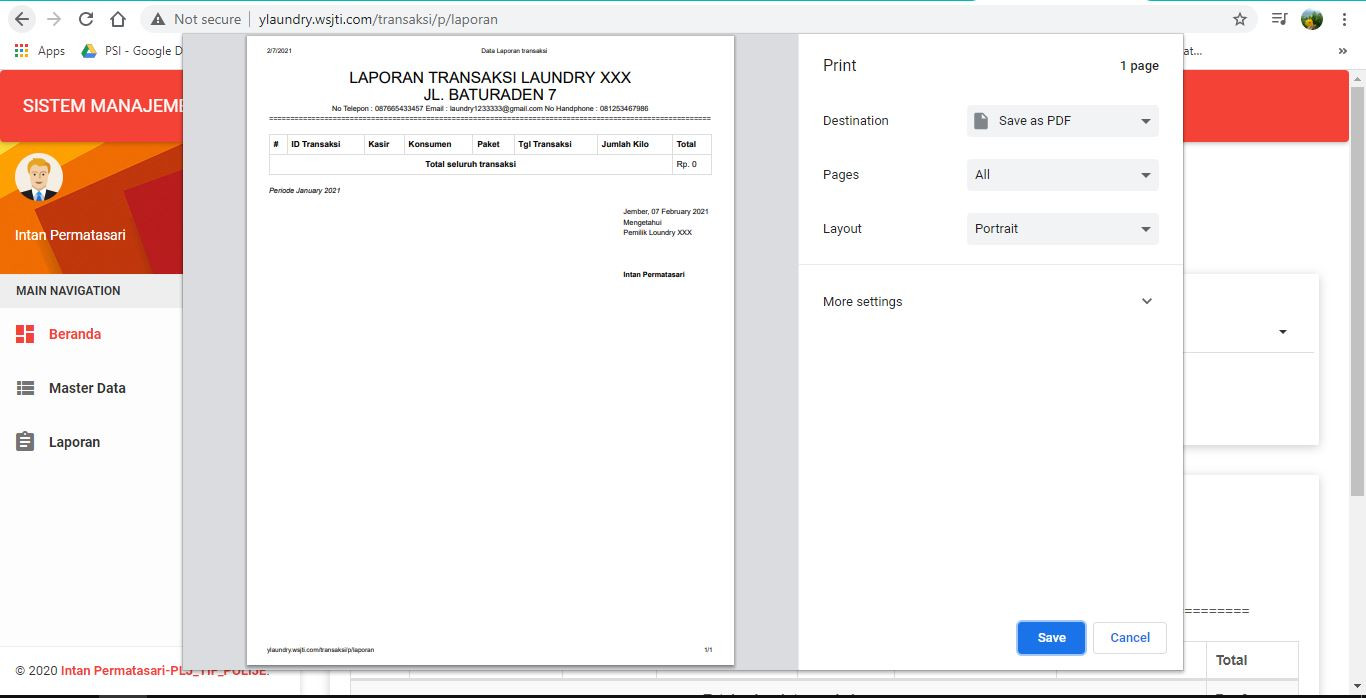 Not secure | ylaundry.wsjti.com/transaksi/p/laporan
Apps PSI - Google D
at... »
SISTEM MANAJEME
Intan Permatasari
MAIN NAVIGATION
Beranda
Master Data
Laporan
© 2020 Intan Permatasari-PLJ_TIF_POLIJE.
2/7/2021 Data Laporan transaksi
LAPORAN TRANSAKSI LAUNDRY XXX
JL. BATURADEN 7
No Telepon : 087665433457 Email : laundry1233333@gmail.com No Handphone : 081253467986
# ID Transaksi Kasir Konsumen Paket Tgl Transaksi Jumlah Kilo Total
Total seluruh transaksi Rp. 0
Periode January 2021
Jember, 07 February 2021
Mengetahui
Pemilik Loundry XXX
Intan Permatasari
ylaundry.wsjti.com/transaksi/p/laporan 1/1
Print 1 page
Destination Save as PDF
Pages All
Layout Portrait
More settings
Save Cancel
========
Total